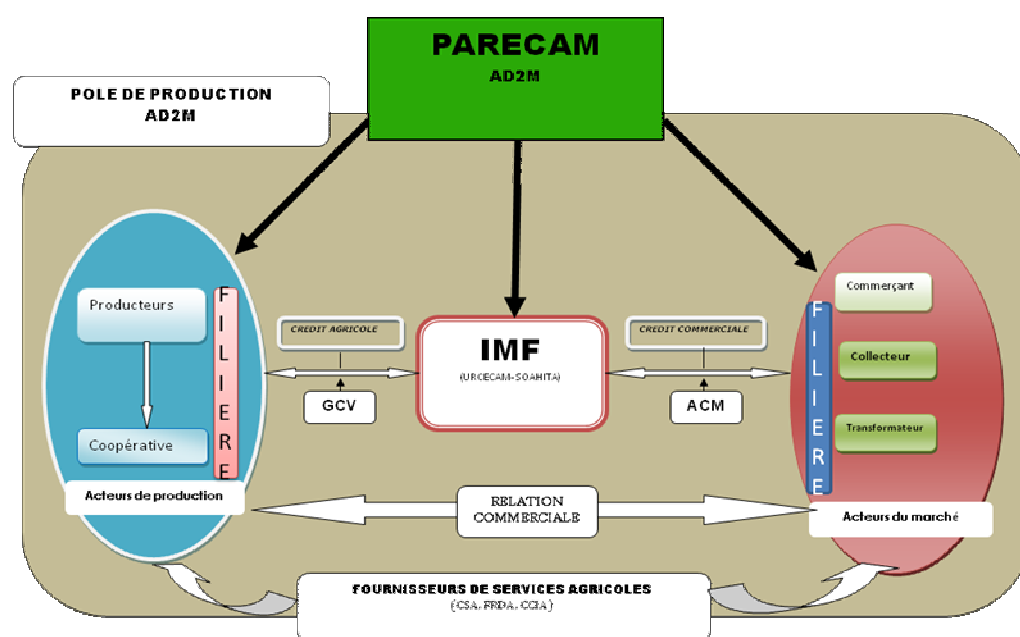 PARECAM
AD2M
POLE DE PRODUCTION
AD2M
Producteurs
Coopérative
FILIERE
Acteurs de production
CREDIT AGRICOLE
GCV
IMF
(URCECAM-SOAHITA)
CREDIT COMMERCIALE
ACM
FILIERE
Commerçant
Collecteur
Transformateur
Acteurs du marché
RELATION
COMMERCIALE
FOURNISSEURS DE SERVICES AGRICOLES
(CSA, FRDA, CCIA)